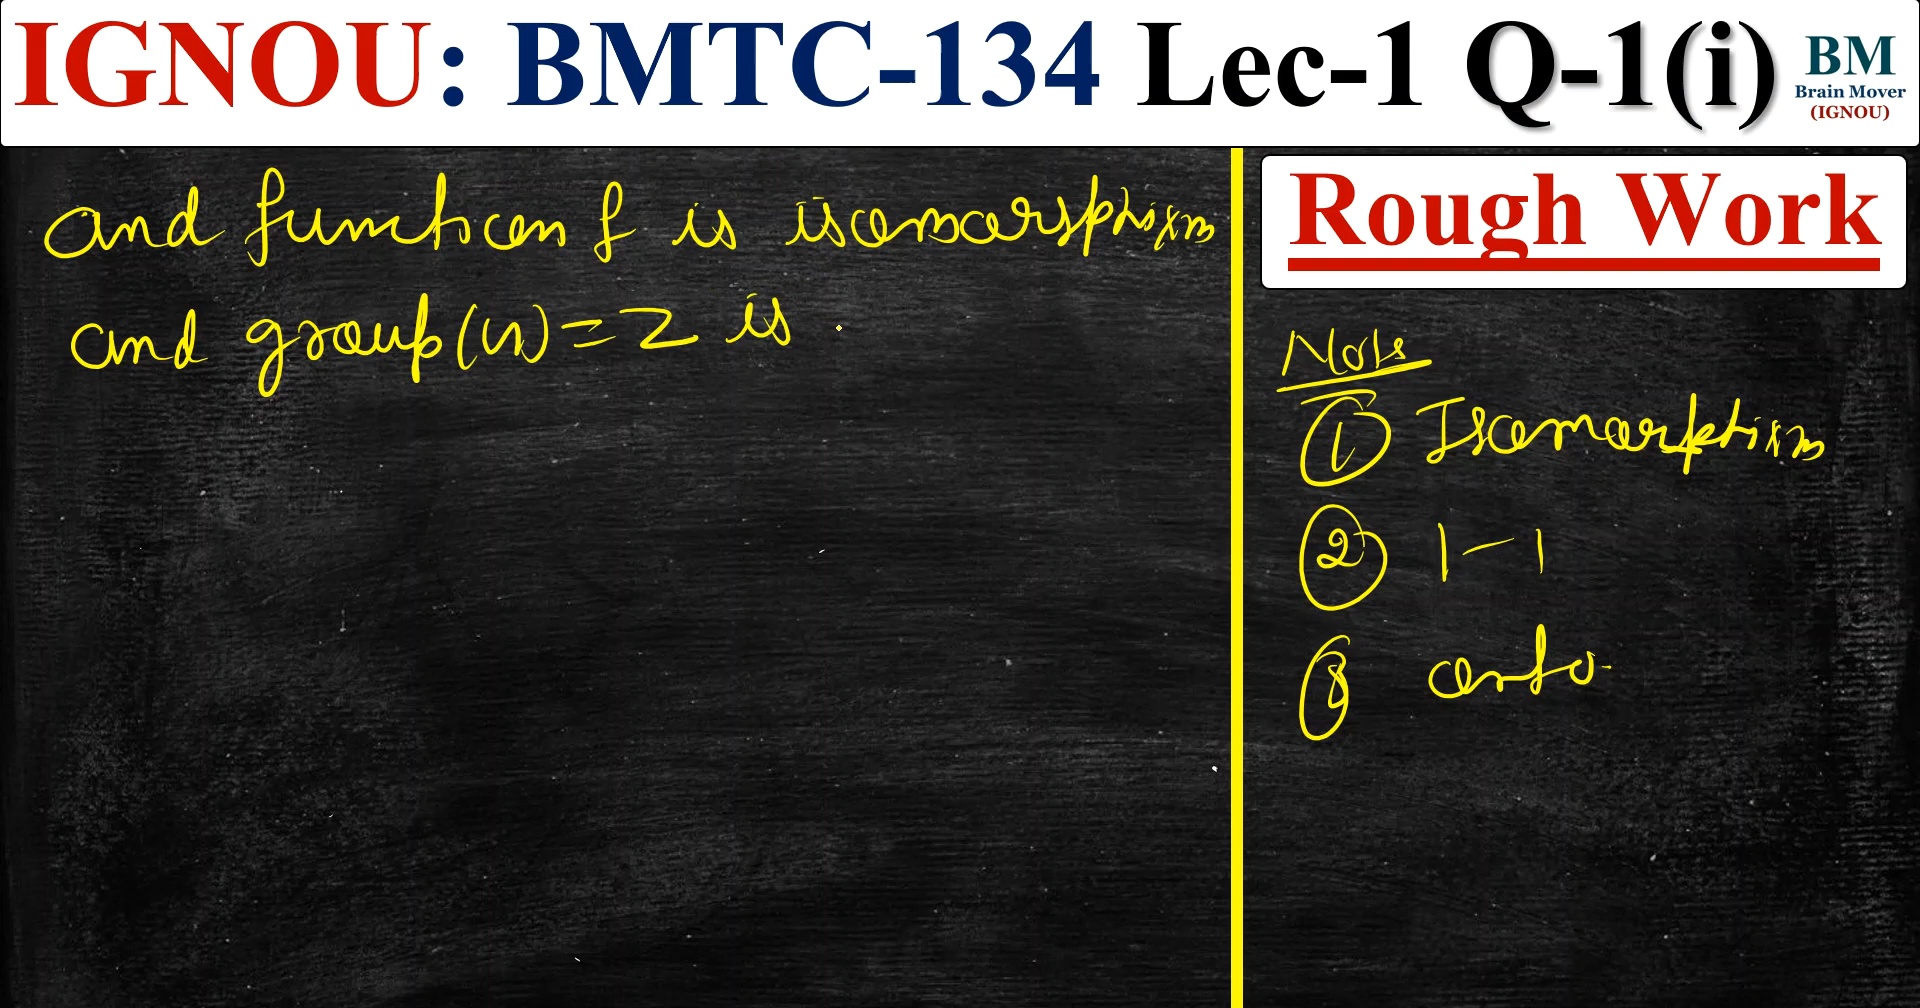 IGNOU: BMTC-134 Lec-1 Q-1(i)
BM
Brain Mover
(IGNOU)
and function f is isomorphism
and group (G) = Z is
Rough Work
Note
① Isomorphism
② 1-1
③ onto